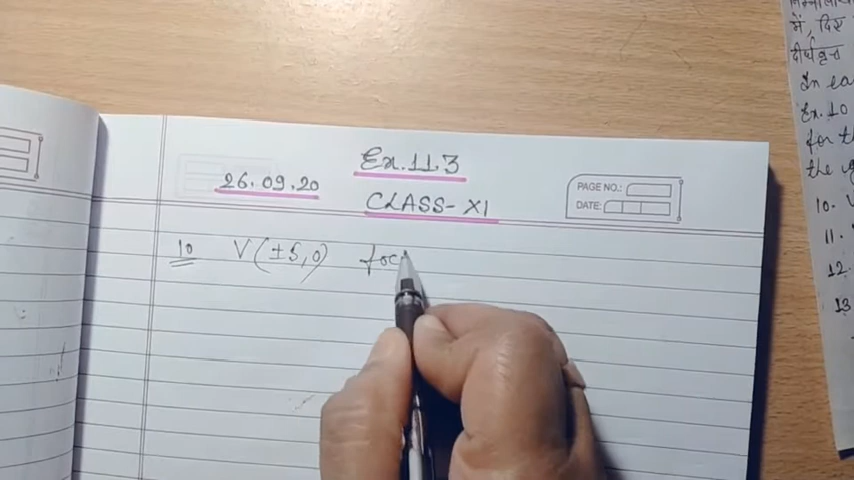 Ex.11.3
26.09.20
CLASS-XI
PAGE NO.:
DATE:
10 V(±5,0) foc
में, दिए
In ea
Ex.10
for t
the
10.
11.
12
13